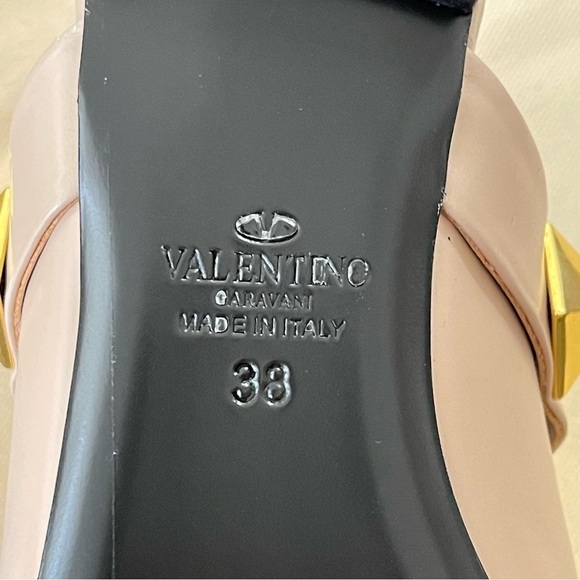 VALENTINO
GARAVANI
MADE IN ITALY
38